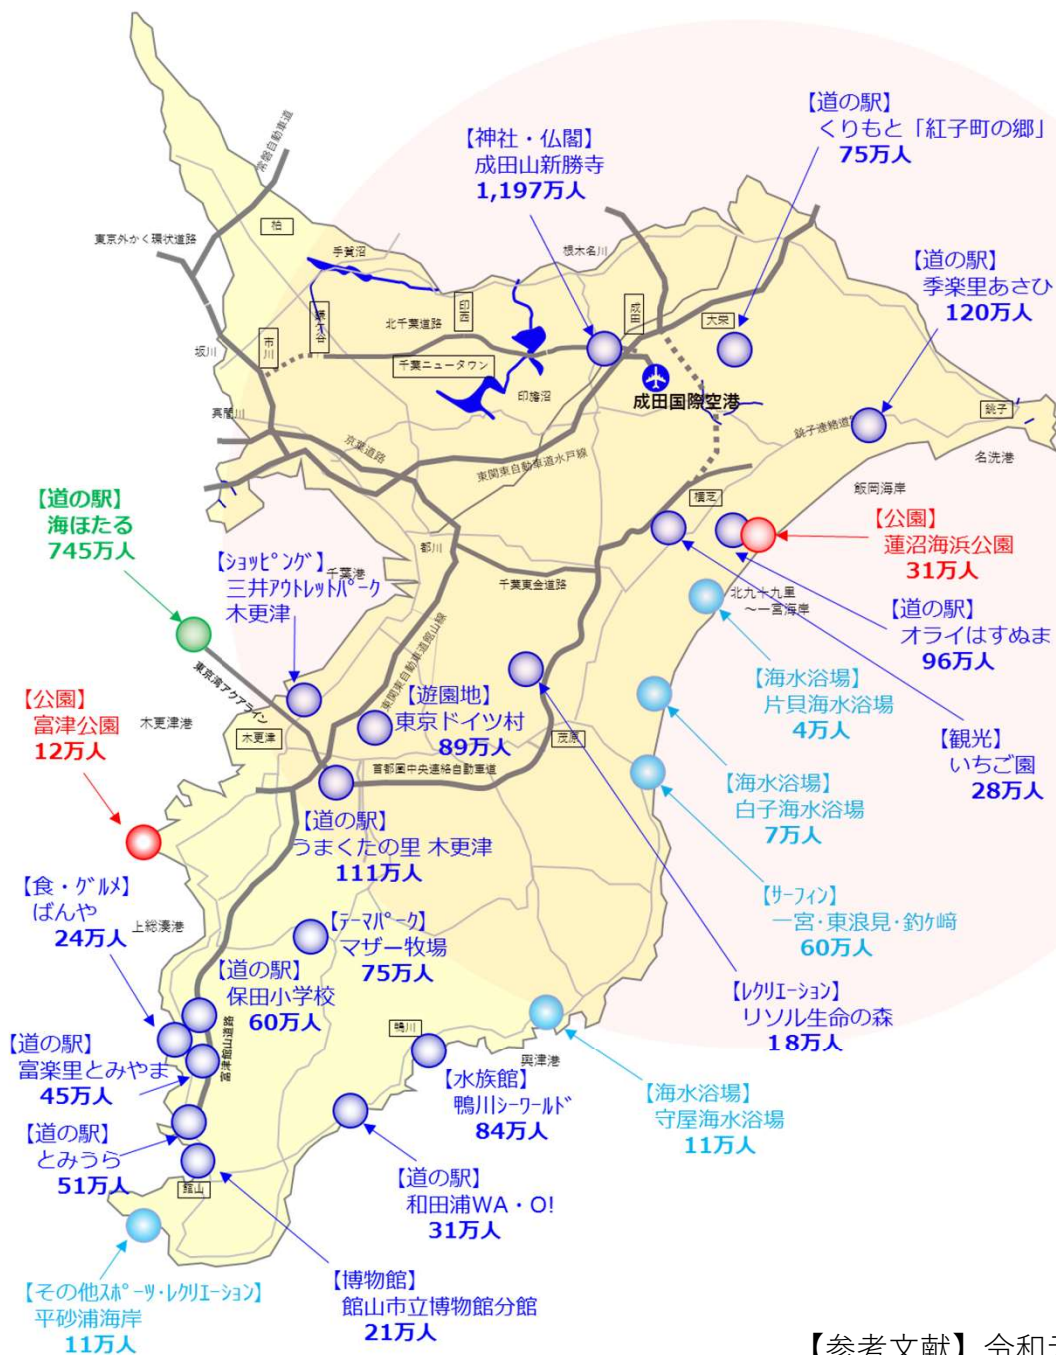 常磐自動車道
【道の駅】
くりもと「紅子町の郷」
75万人
【神社・仏閣】
成田山新勝寺
1,197万人
柏
東京外かく環状道路
手賀沼
根木名川
【道の駅】
季楽里あさひ
120万人
印西
鎌ケ谷
北千葉道路
成田
大栄
市川
坂川
千葉ニュータウン
印旛沼
成田国際空港
真間川
京葉道路
東関東自動車道水戸線
銚子連絡道路
銚子
名洗港
飯岡海岸
【道の駅】
海ほたる
745万人
横芝
【公園】
蓮沼海浜公園
31万人
都川
千葉港
千葉東金道路
【ｼｮｯﾋﾟﾝｸﾞ】
三井ｱｳﾄﾚｯﾄﾊﾟｰｸ
木更津
北九十九里
～一宮海岸
【道の駅】
オライはすぬま
96万人
東京湾アクアライン
東関東自動車道館山線
【海水浴場】
片貝海水浴場
4万人
【公園】
富津公園
12万人
木更津港
木更津
【遊園地】
東京ドイツ村
89万人
茂原
【観光】
いちご園
28万人
首都圏中央連絡自動車道
【海水浴場】
白子海水浴場
7万人
【道の駅】
うまくたの里 木更津
111万人
【食・ｸﾞﾙﾒ】
ばんや
24万人
上総湊港
【ｻｰﾌｨﾝ】
一宮･東浪見･釣ｹ﨑
60万人
【ﾃｰﾏﾊﾟｰｸ】
マザー牧場
75万人
【道の駅】
保田小学校
60万人
【ﾚｸﾘｴｰｼｮﾝ】
リソル生命の森
18万人
鴨川
興津港
富津館山道路
【道の駅】
富楽里とみやま
45万人
【水族館】
鴨川ｼｰﾜｰﾙﾄﾞ
84万人
【海水浴場】
守屋海水浴場
11万人
【道の駅】
とみうら
51万人
館山
【道の駅】
和田浦WA・O!
31万人
【その他ｽﾎﾟｰﾂ･ﾚｸﾘｴｰｼｮﾝ】
平砂浦海岸
11万人
【博物館】
館山市立博物館分館
21万人
【参考文献】令和